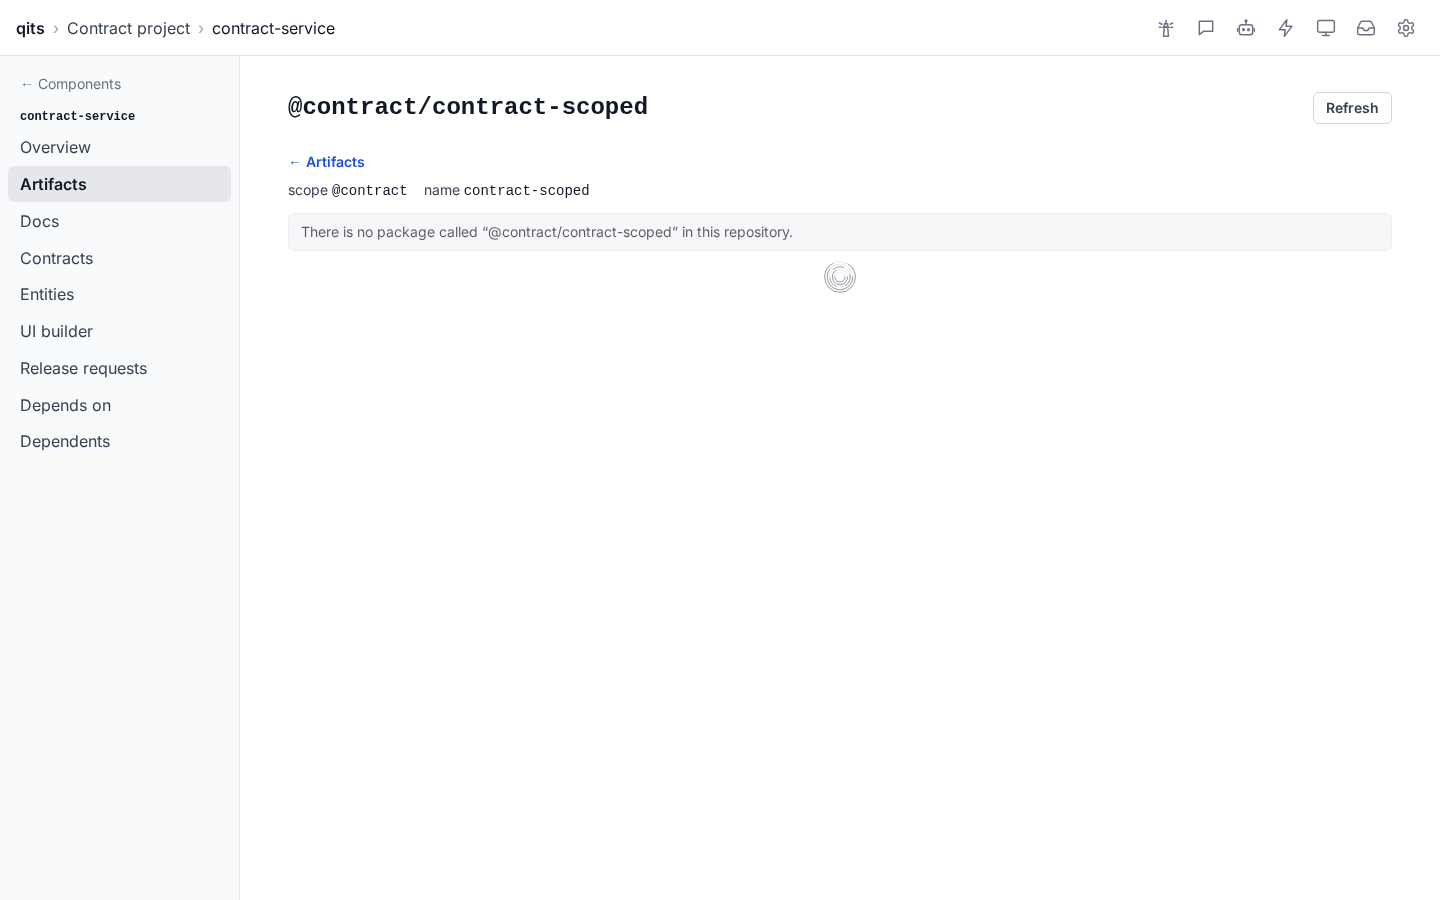 qits › Contract project › contract-service
← Components
contract-service
Overview
Artifacts
Docs
Contracts
Entities
UI builder
Release requests
Depends on
Dependents
@contract/contract-scoped
Refresh
← Artifacts
scope @contract name contract-scoped
There is no package called “@contract/contract-scoped” in this repository.